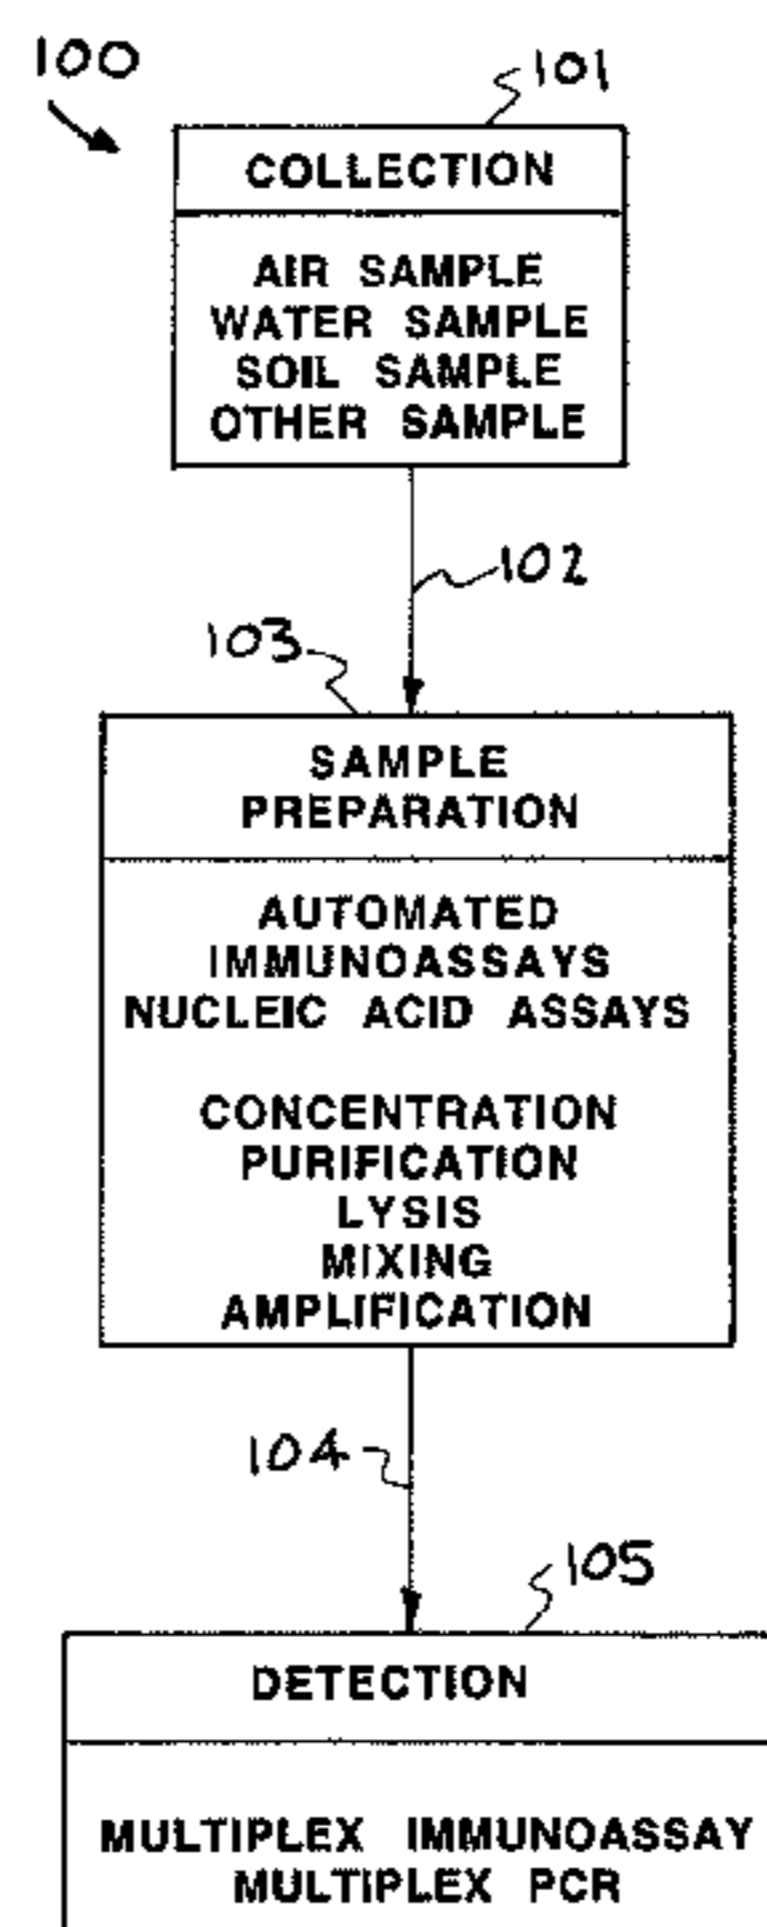 100
101
COLLECTION
AIR SAMPLE
WATER SAMPLE
SOIL SAMPLE
OTHER SAMPLE
102
103
SAMPLE
PREPARATION
AUTOMATED
IMMUNOASSAYS
NUCLEIC ACID ASSAYS
CONCENTRATION
PURIFICATION
LYSIS
MIXING
AMPLIFICATION
104
105
DETECTION
MULTIPLEX IMMUNOASSAY
MULTIPLEX PCR